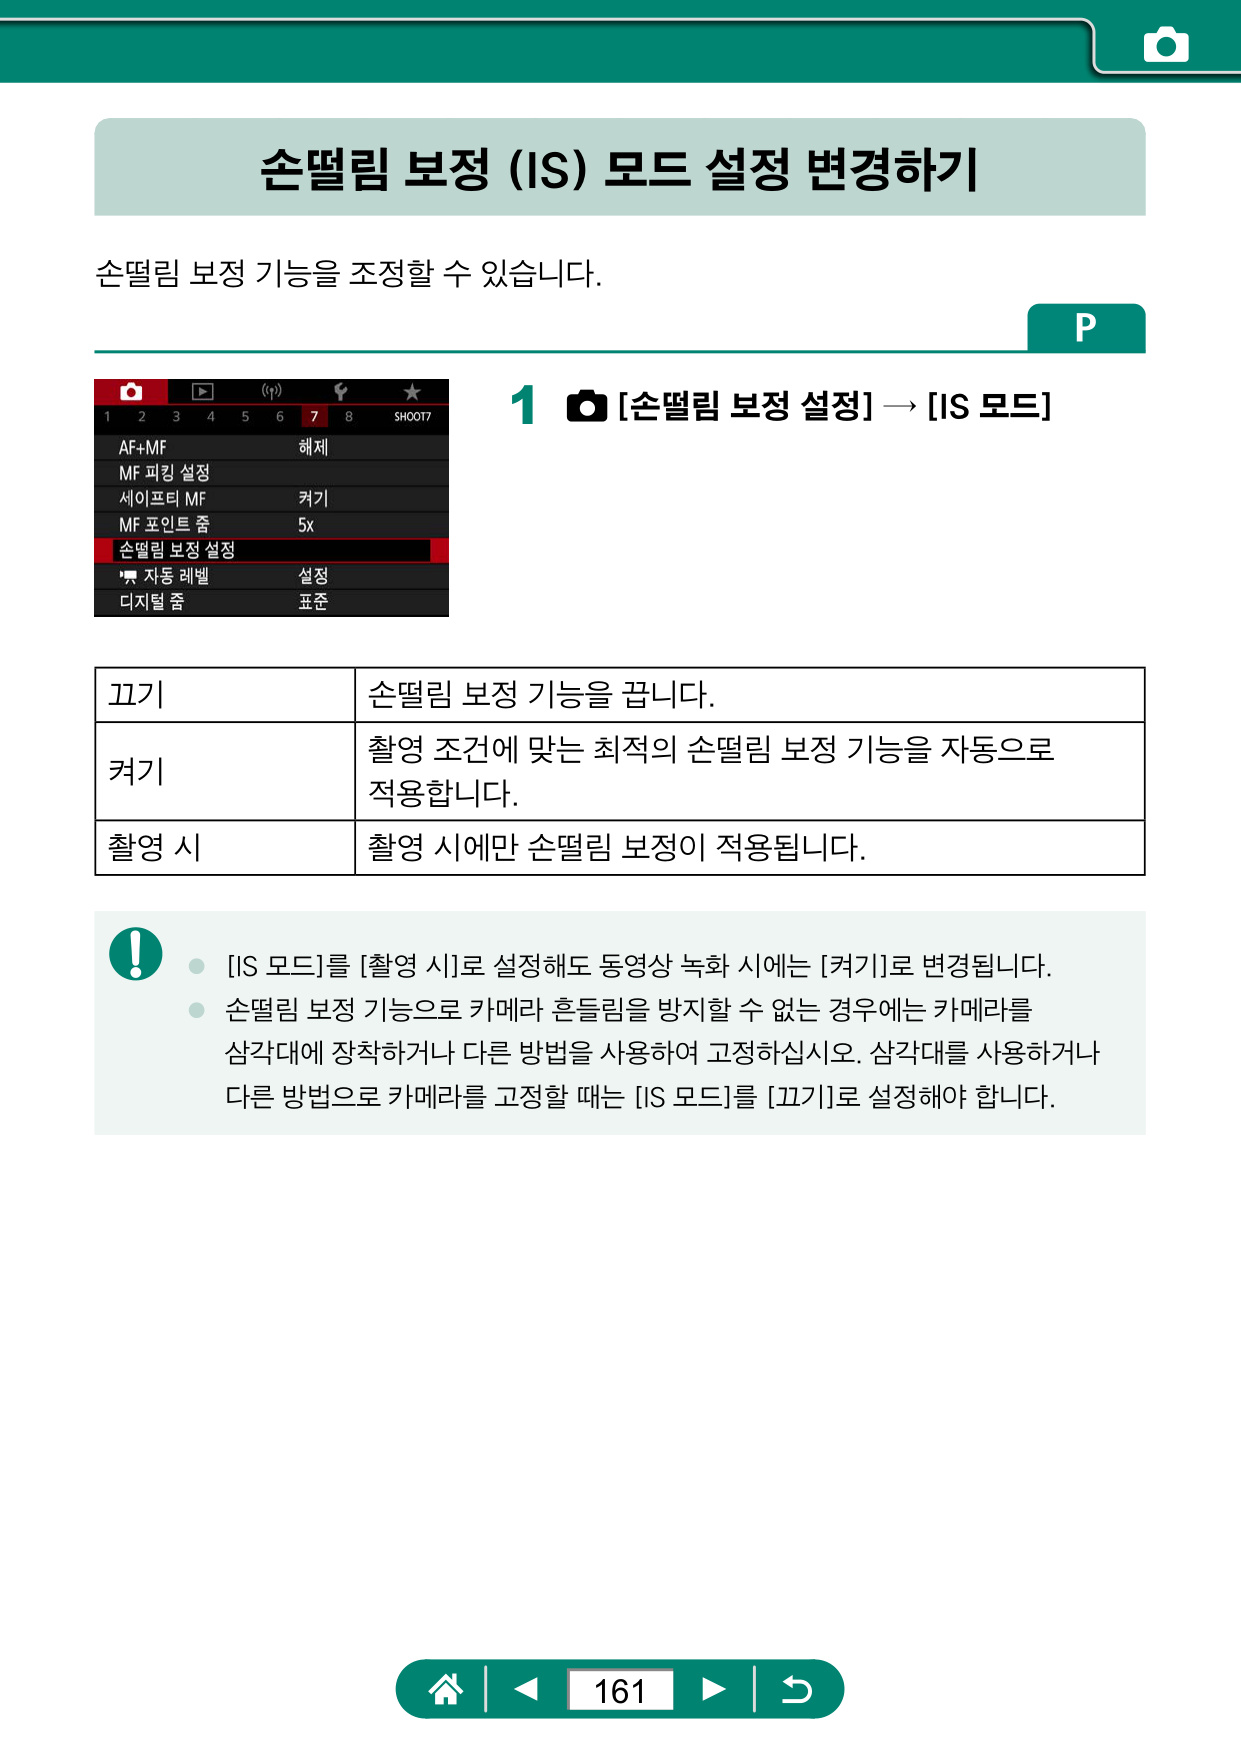 손떨림 보정 (IS) 모드 설정 변경하기
손떨림 보정 기능을 조정할 수 있습니다.
P
1 2 3 4 5 6 7 8 SHOOT7
AF+MF 해제
MF 피킹 설정
세이프티 MF 켜기
MF 포인트 줌 5x
손떨림 보정 설정
자동 레벨 설정
디지털 줌 표준
1 [손떨림 보정 설정] → [IS 모드]
끄기 손떨림 보정 기능을 끕니다.
켜기 촬영 조건에 맞는 최적의 손떨림 보정 기능을 자동으로
적용합니다.
촬영 시 촬영 시에만 손떨림 보정이 적용됩니다.
● [IS 모드]를 [촬영 시]로 설정해도 동영상 녹화 시에는 [켜기]로 변경됩니다.
● 손떨림 보정 기능으로 카메라 흔들림을 방지할 수 없는 경우에는 카메라를
삼각대에 장착하거나 다른 방법을 사용하여 고정하십시오. 삼각대를 사용하거나
다른 방법으로 카메라를 고정할 때는 [IS 모드]를 [끄기]로 설정해야 합니다.
161